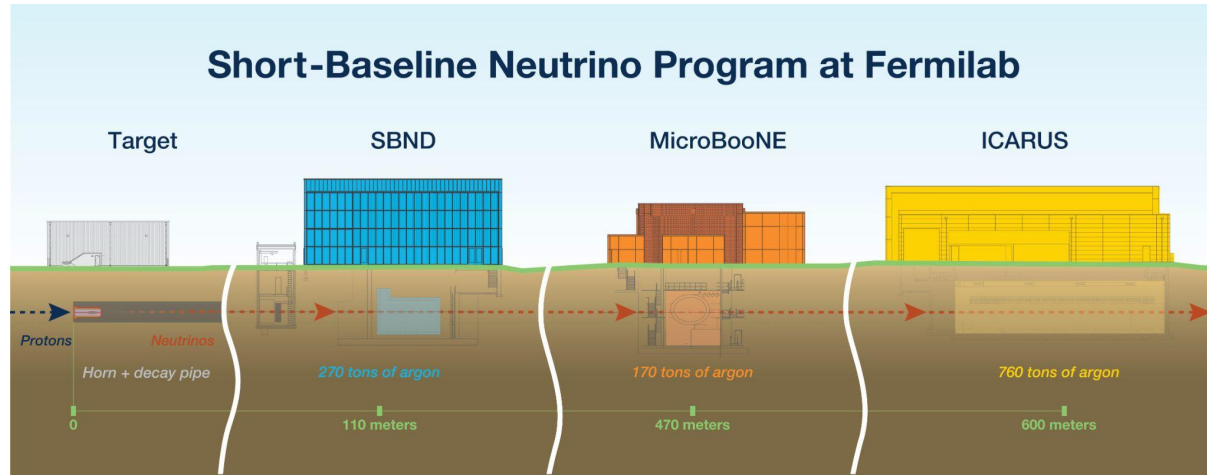 Short-Baseline Neutrino Program at Fermilab
Target
SBND
MicroBooNE
ICARUS
Protons
Neutrinos
Horn + decay pipe
270 tons of argon
170 tons of argon
760 tons of argon
0
110 meters
470 meters
600 meters